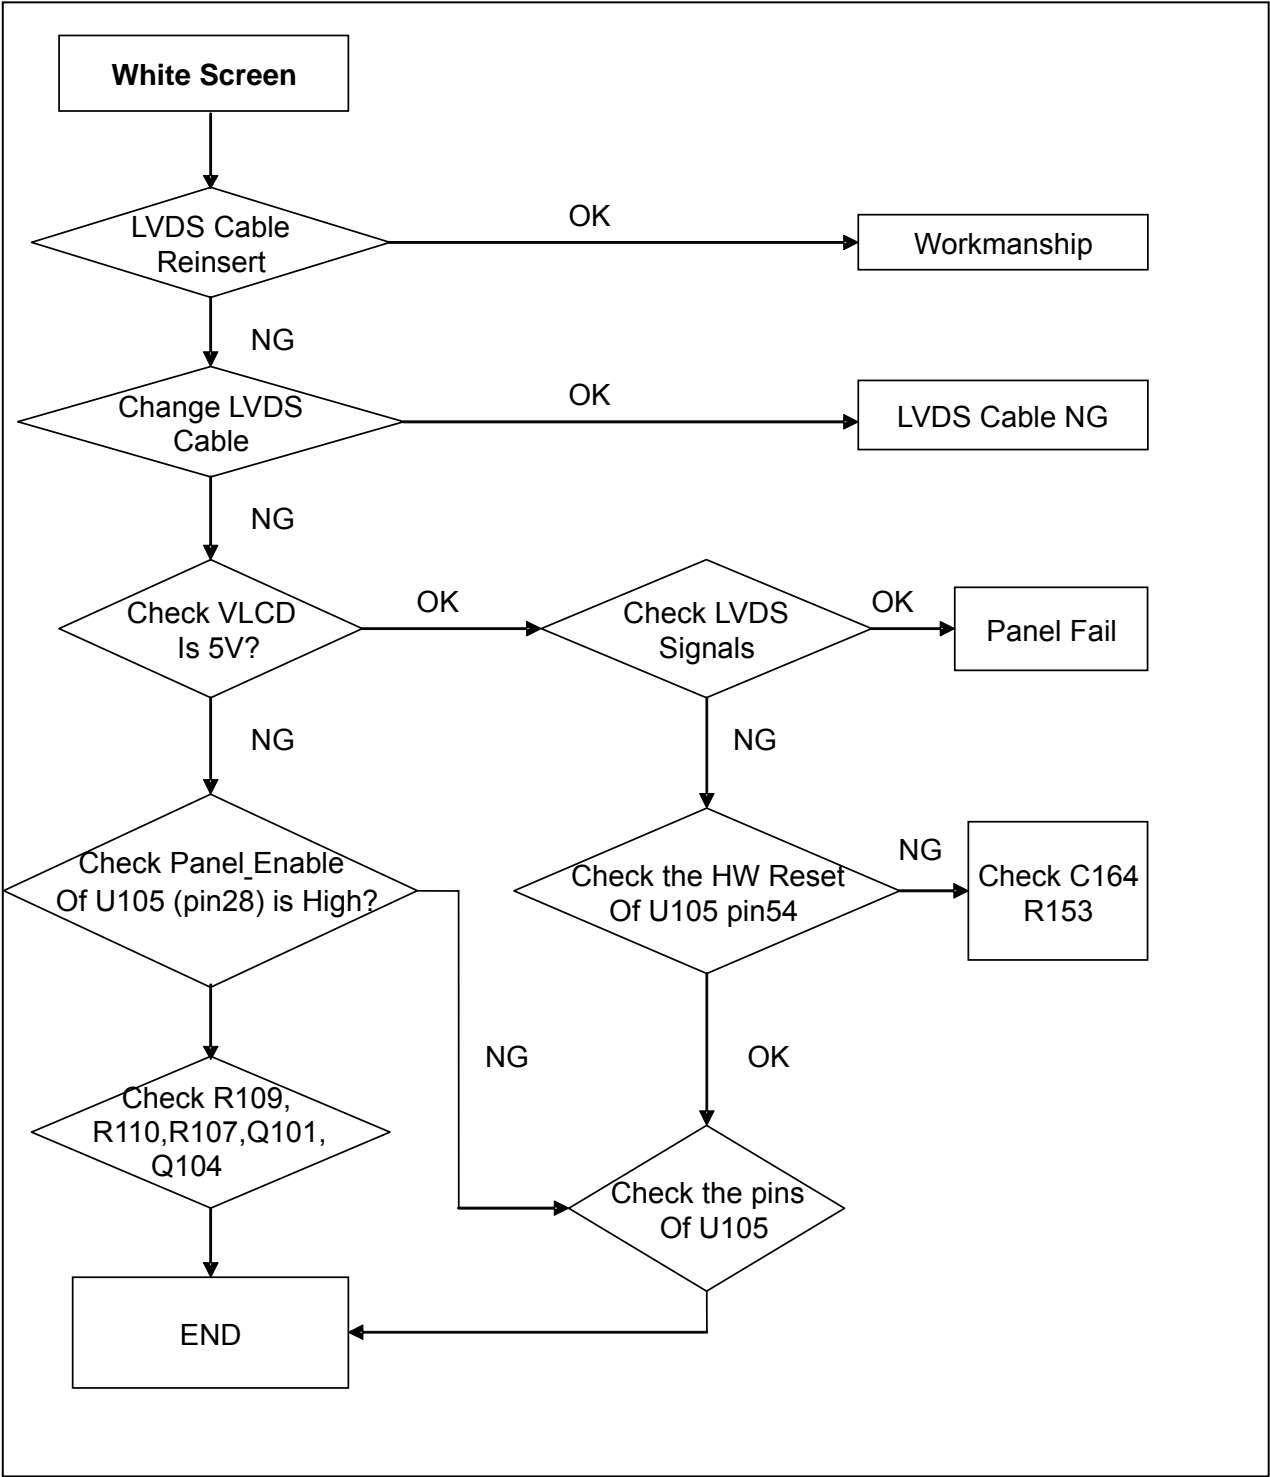 White Screen
LVDS Cable
Reinsert
OK
Workmanship
NG
Change LVDS
Cable
OK
LVDS Cable NG
NG
Check VLCD
Is 5V?
OK
Check LVDS
Signals
OK
Panel Fail
NG
NG
Check Panel_Enable
Of U105 (pin28) is High?
Check the HW Reset
Of U105 pin54
NG
Check C164
R153
NG
OK
Check R109,
R110,R107,Q101,
Q104
Check the pins
Of U105
END